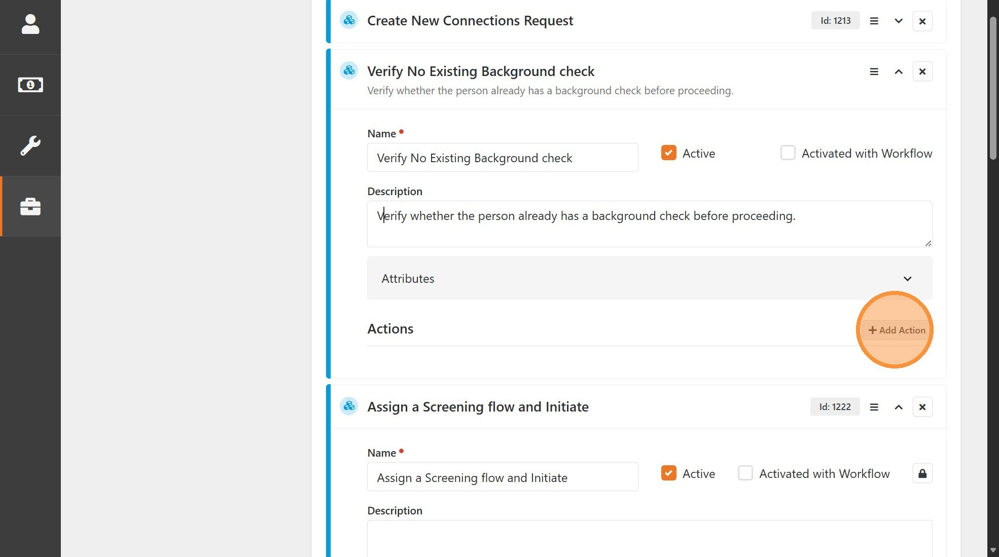 Create New Connections Request
Id: 1213
Verify No Existing Background check
Verify whether the person already has a background check before proceeding.
Name
Verify No Existing Background check
Active
Activated with Workflow
Description
Verify whether the person already has a background check before proceeding.
Attributes
Actions
+ Add Action
Assign a Screening flow and Initiate
Id: 1222
Name
Assign a Screening flow and Initiate
Active
Activated with Workflow
Description